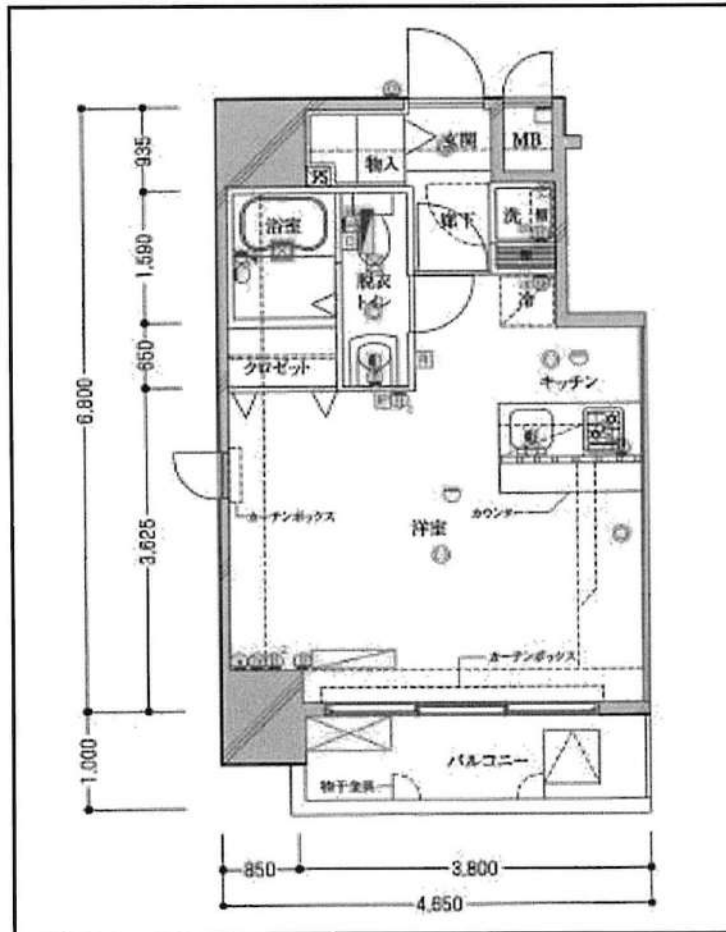 玄関
MB
物入
PS
935
浴室
廊下
洗
棚
脱衣
トイレ
1,590
冷
クロゼット
650
キッチン
6,800
カーテンボックス
洋室
カウンター
3,625
カーテンボックス
バルコニー
物干金具
1,000
850
3,800
4,650